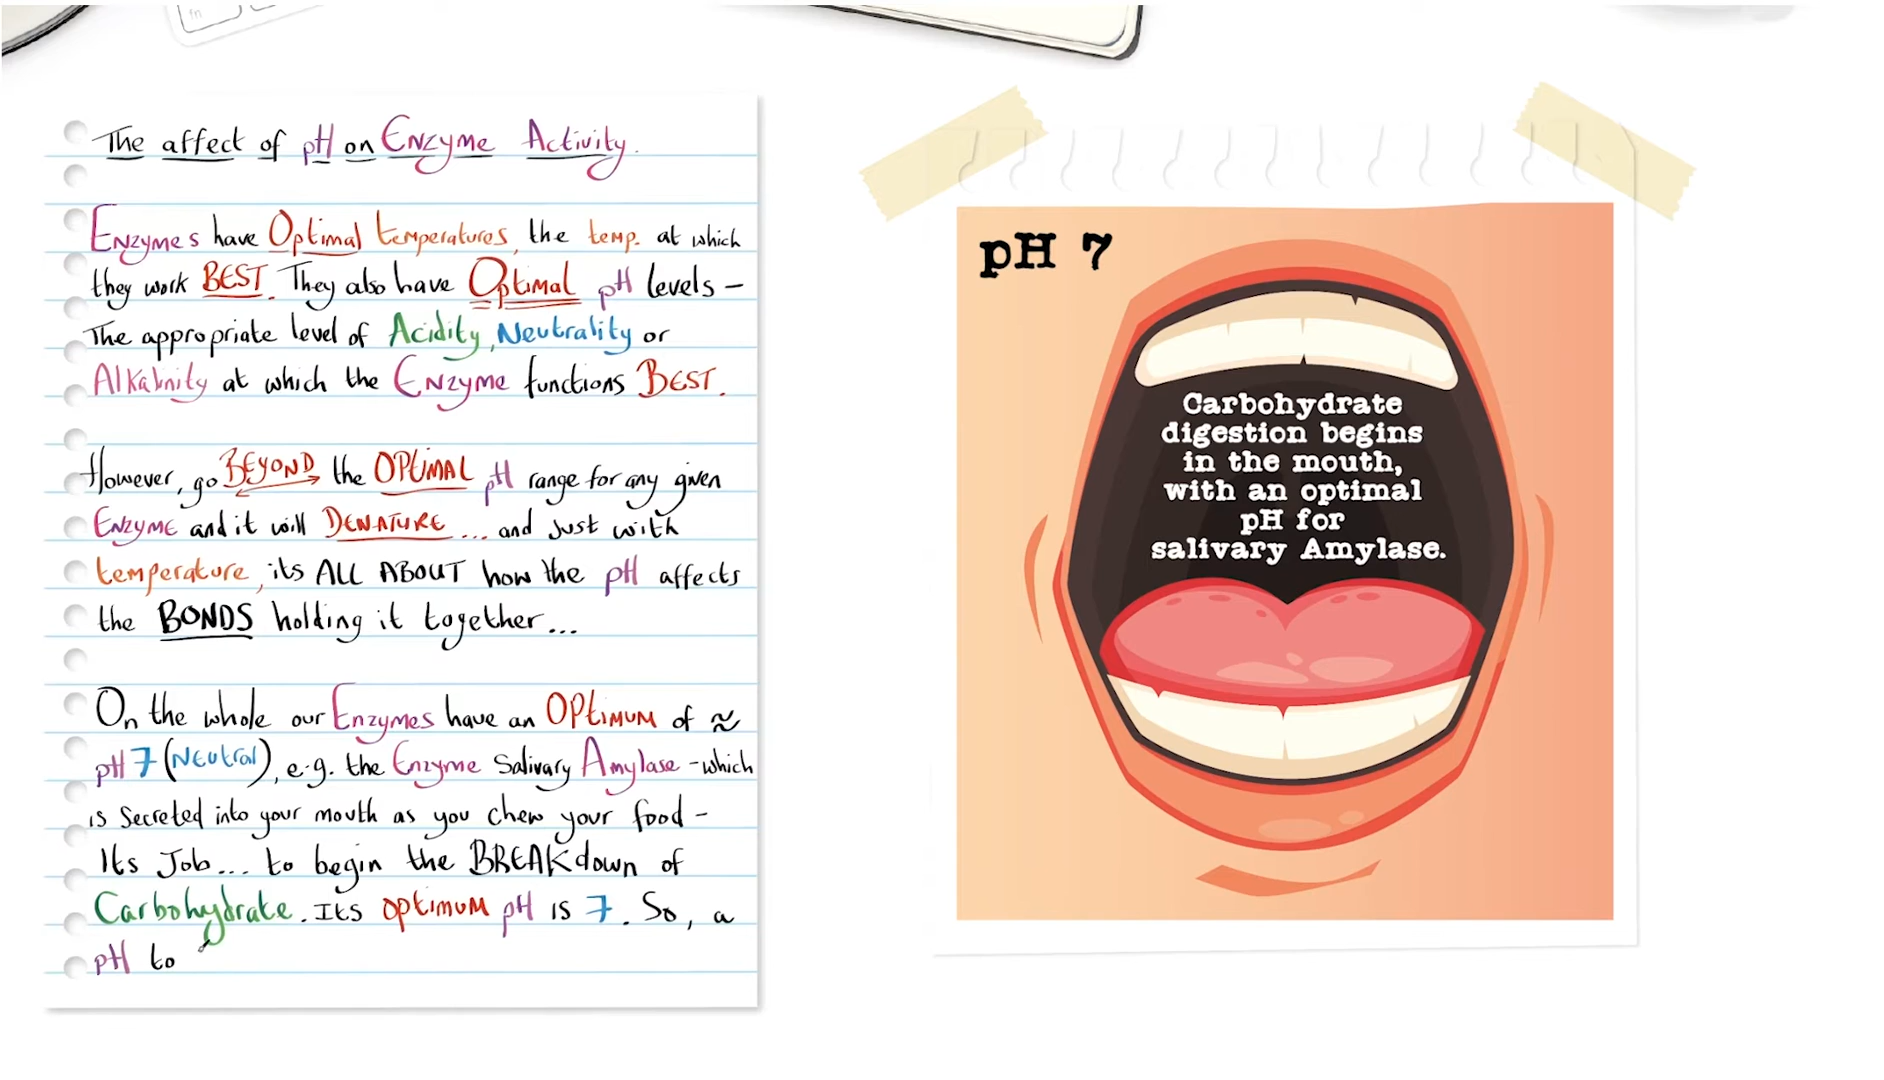 fn
The affect of pH on Enzyme Activity.
Enzymes have Optimal temperatures, the temp. at which
they work BEST. They also have Optimal pH levels -
The appropriate level of Acidity, Neutrality or
Alkalinity at which the Enzyme functions BEST.
However, go BEYOND the OPTIMAL pH range for any given
Enzyme and it will DENATURE ... and just with
temperature, its ALL ABOUT how the pH affects
the BONDS holding it together...
On the whole our Enzymes have an OPTIMUM of ≈
pH 7 (Neutral), e.g. the Enzyme Salivary Amylase - which
is secreted into your mouth as you chew your food -
Its Job... to begin the BREAKdown of
Carbohydrate. Its optimum pH is 7. So, a
pH to
pH 7
Carbohydrate
digestion begins
in the mouth,
with an optimal
pH for
salivary Amylase.